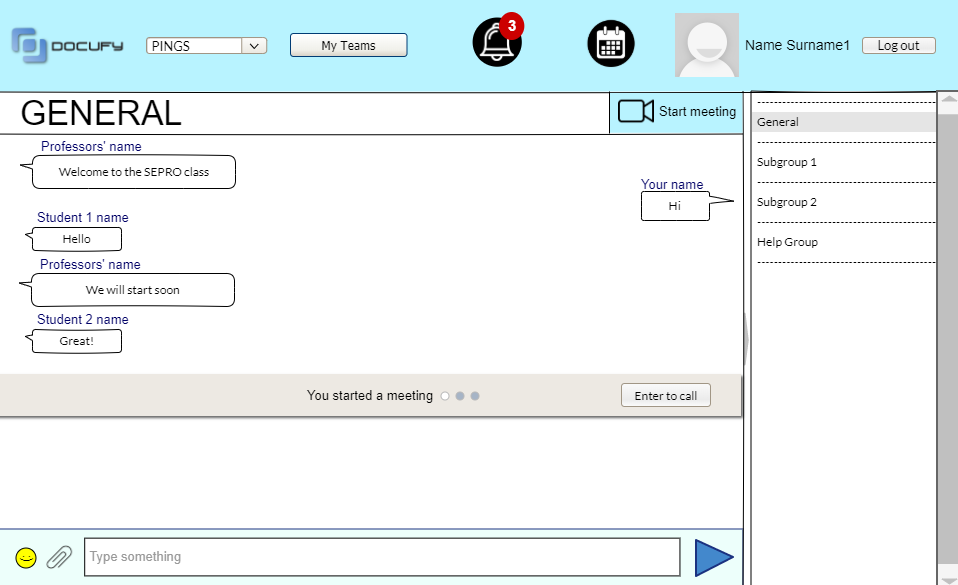 DOCUFY
PINGS
My Teams
3
Name Surname1
Log out
GENERAL
Start meeting
Professors' name
Welcome to the SEPRO class
Your name
Hi
Student 1 name
Hello
Professors' name
We will start soon
Student 2 name
Great!
You started a meeting
Enter to call
Type something
General
Subgroup 1
Subgroup 2
Help Group